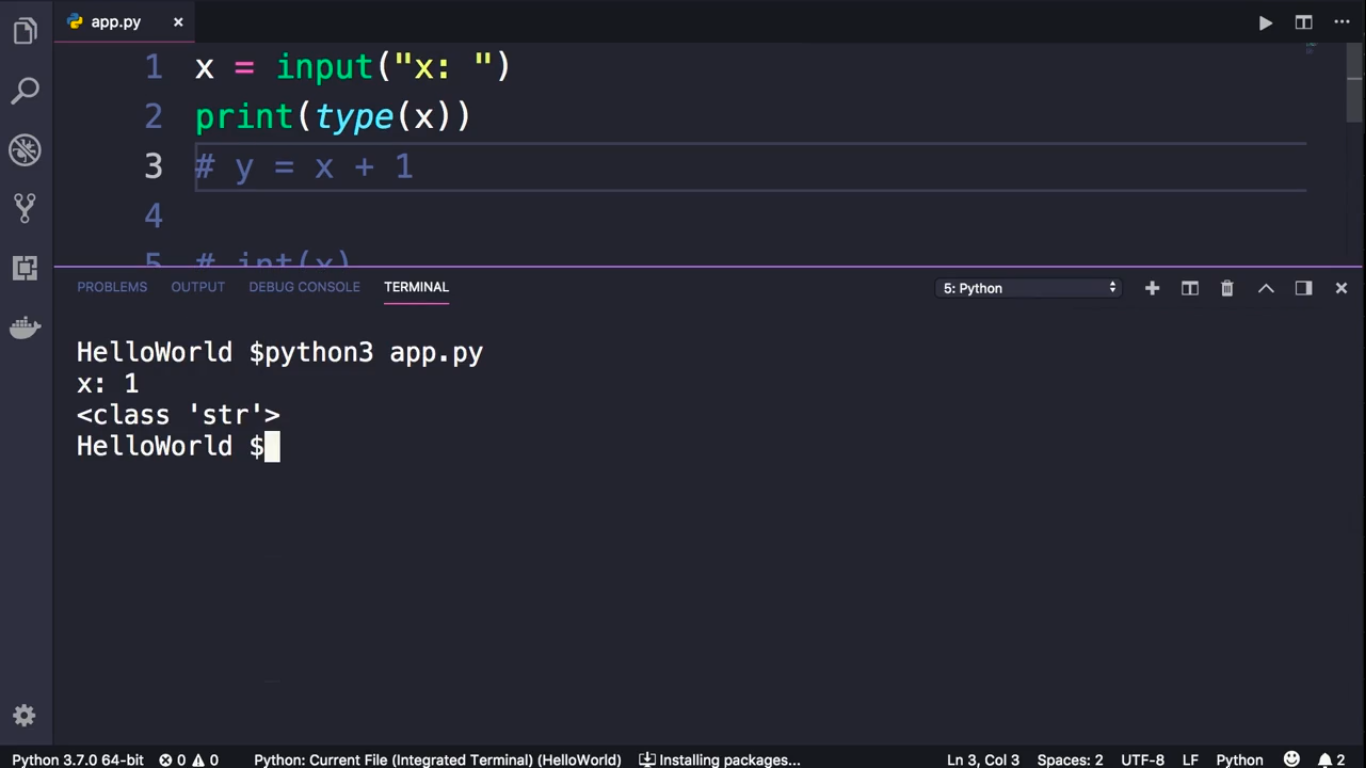 app.py
1 x = input("x: ")
2 print(type(x))
3 # y = x + 1
4
5 # int(x)
PROBLEMS OUTPUT DEBUG CONSOLE TERMINAL 5: Python
HelloWorld $python3 app.py
x: 1
<class 'str'>
HelloWorld $
Python 3.7.0 64-bit 0 0 Python: Current File (Integrated Terminal) (HelloWorld) Installing packages... Ln 3, Col 3 Spaces: 2 UTF-8 LF Python 2